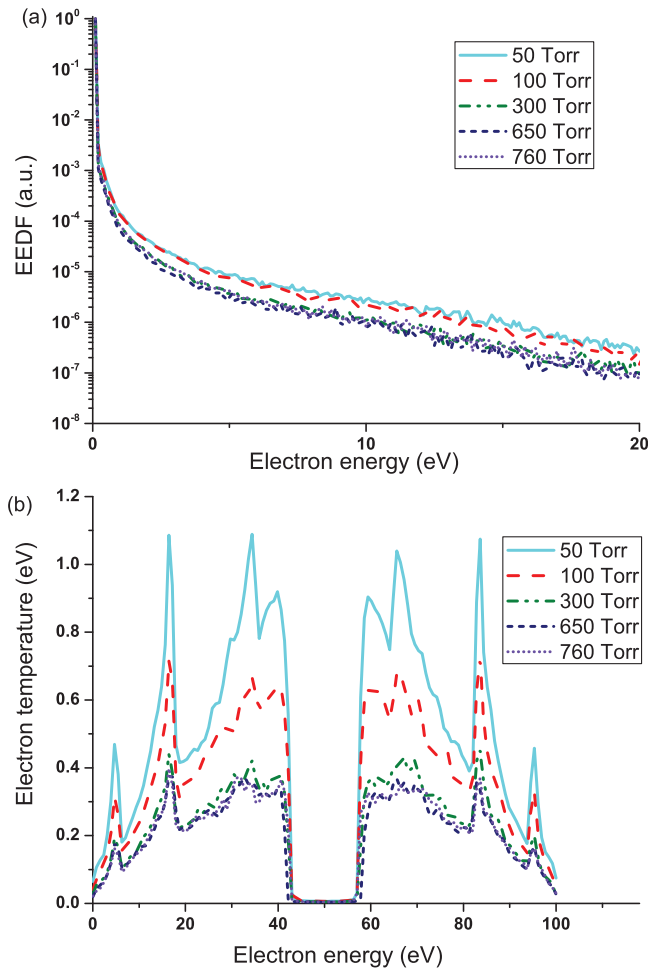 (a)
10⁰
10⁻¹
10⁻²
10⁻³
10⁻⁴
10⁻⁵
10⁻⁶
10⁻⁷
10⁻⁸
EEDF (a.u.)
50 Torr
100 Torr
300 Torr
650 Torr
760 Torr
0 10 20
Electron energy (eV)
(b)
1.2
1.0
0.8
0.6
0.4
0.2
0.0
Electron temperature (eV)
50 Torr
100 Torr
300 Torr
650 Torr
760 Torr
0 20 40 60 80 100
Electron energy (eV)